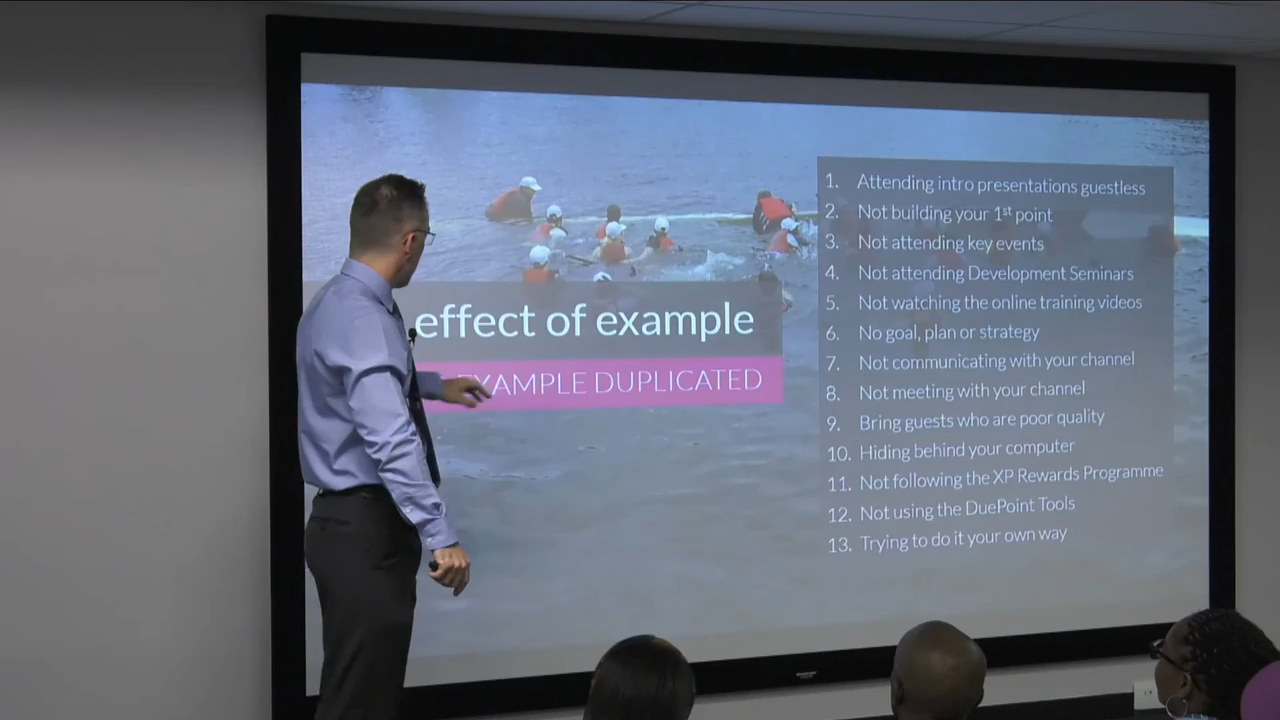 effect of example
EXAMPLE DUPLICATED
1. Attending intro presentations guestless
2. Not building your 1st point
3. Not attending key events
4. Not attending Development Seminars
5. Not watching the online training videos
6. No goal, plan or strategy
7. Not communicating with your channel
8. Not meeting with your channel
9. Bring guests who are poor quality
10. Hiding behind your computer
11. Not following the XP Rewards Programme
12. Not using the DuePoint Tools
13. Trying to do it your own way